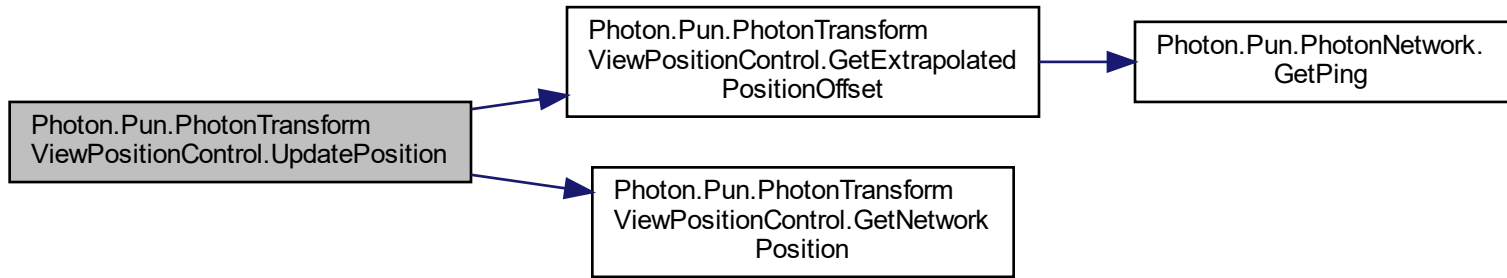 Photon.Pun.PhotonTransform
ViewPositionControl.UpdatePosition
Photon.Pun.PhotonTransform
ViewPositionControl.GetExtrapolated
PositionOffset
Photon.Pun.PhotonNetwork.
GetPing
Photon.Pun.PhotonTransform
ViewPositionControl.GetNetwork
Position